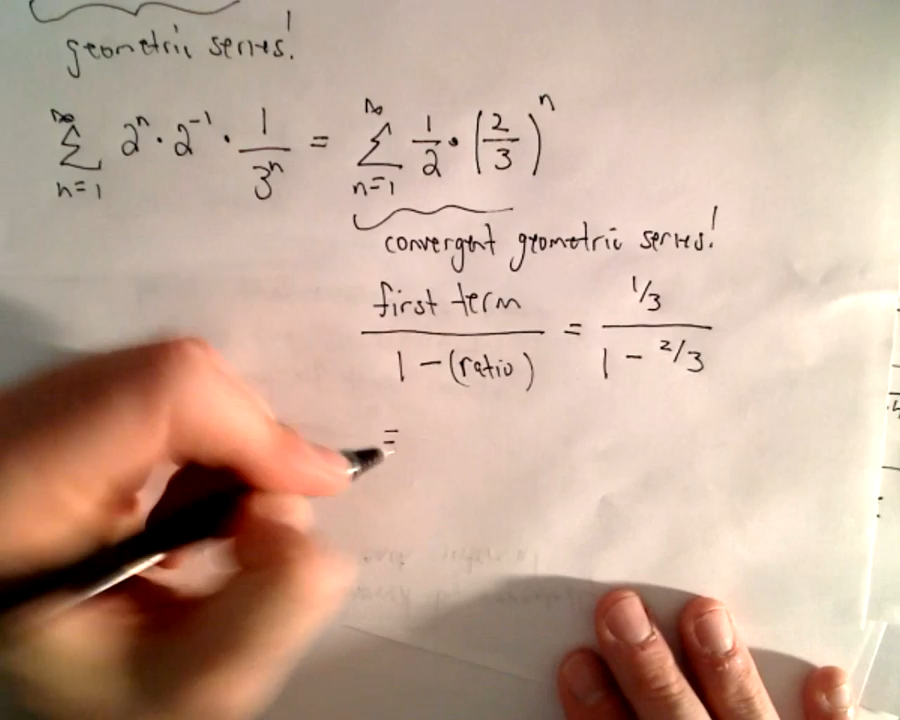 geometric series!
∞ ∑ n=1 2^n · 2^-1 · 1/3^n = ∞ ∑ n=1 1/2 · (2/3)^n
convergent geometric series!
first term / 1 - (ratio) = 1/3 / 1 - 2/3
=